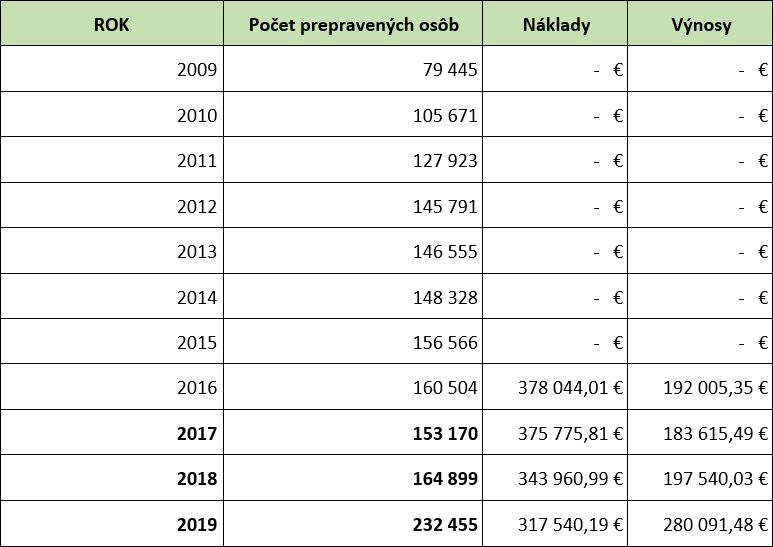 ROK Počet prepravených osôb Náklady Výnosy
2009 79 445 - € - €
2010 105 671 - € - €
2011 127 923 - € - €
2012 145 791 - € - €
2013 146 555 - € - €
2014 148 328 - € - €
2015 156 566 - € - €
2016 160 504 378 044,01 € 192 005,35 €
2017 153 170 375 775,81 € 183 615,49 €
2018 164 899 343 960,99 € 197 540,03 €
2019 232 455 317 540,19 € 280 091,48 €